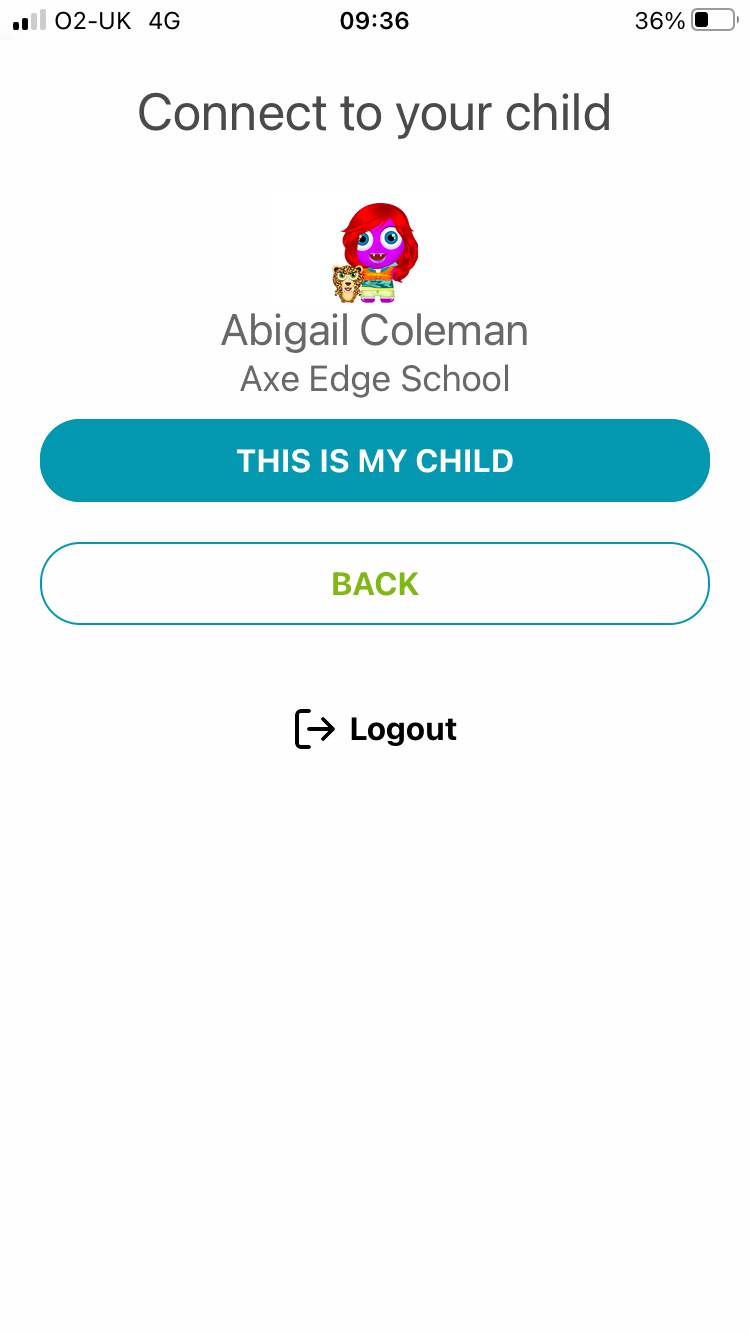 O2-UK 4G 09:36 36%
Connect to your child
Abigail Coleman
Axe Edge School
THIS IS MY CHILD
BACK
Logout